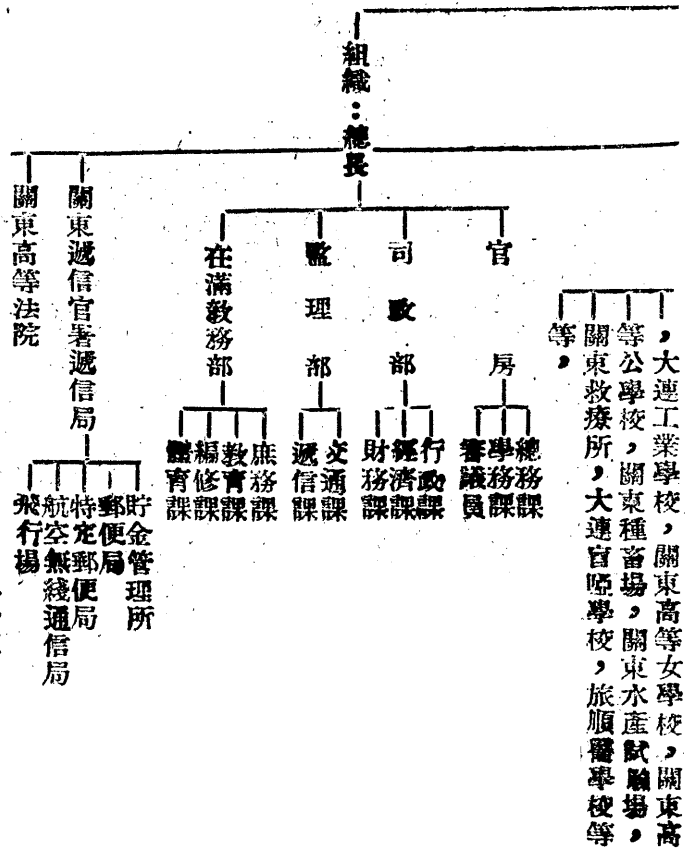 ，大連工業學校，關東高等女學校，關東高
等公學校，關東種畜場，關東水產試驗場，
關東救療所，大連盲啞學校，旅順醫學校等
等，
組織：總長
官房
總務課
學務課
審議員
司政部
行政課
經濟課
財務課
監理部
交通課
遞信課
在滿敎務部
庶務課
敎育課
編修課
體育課
關東遞信官署遞信局
貯金管理所
郵便局
特定郵便局
航空無綫通信局
飛行場
關東高等法院